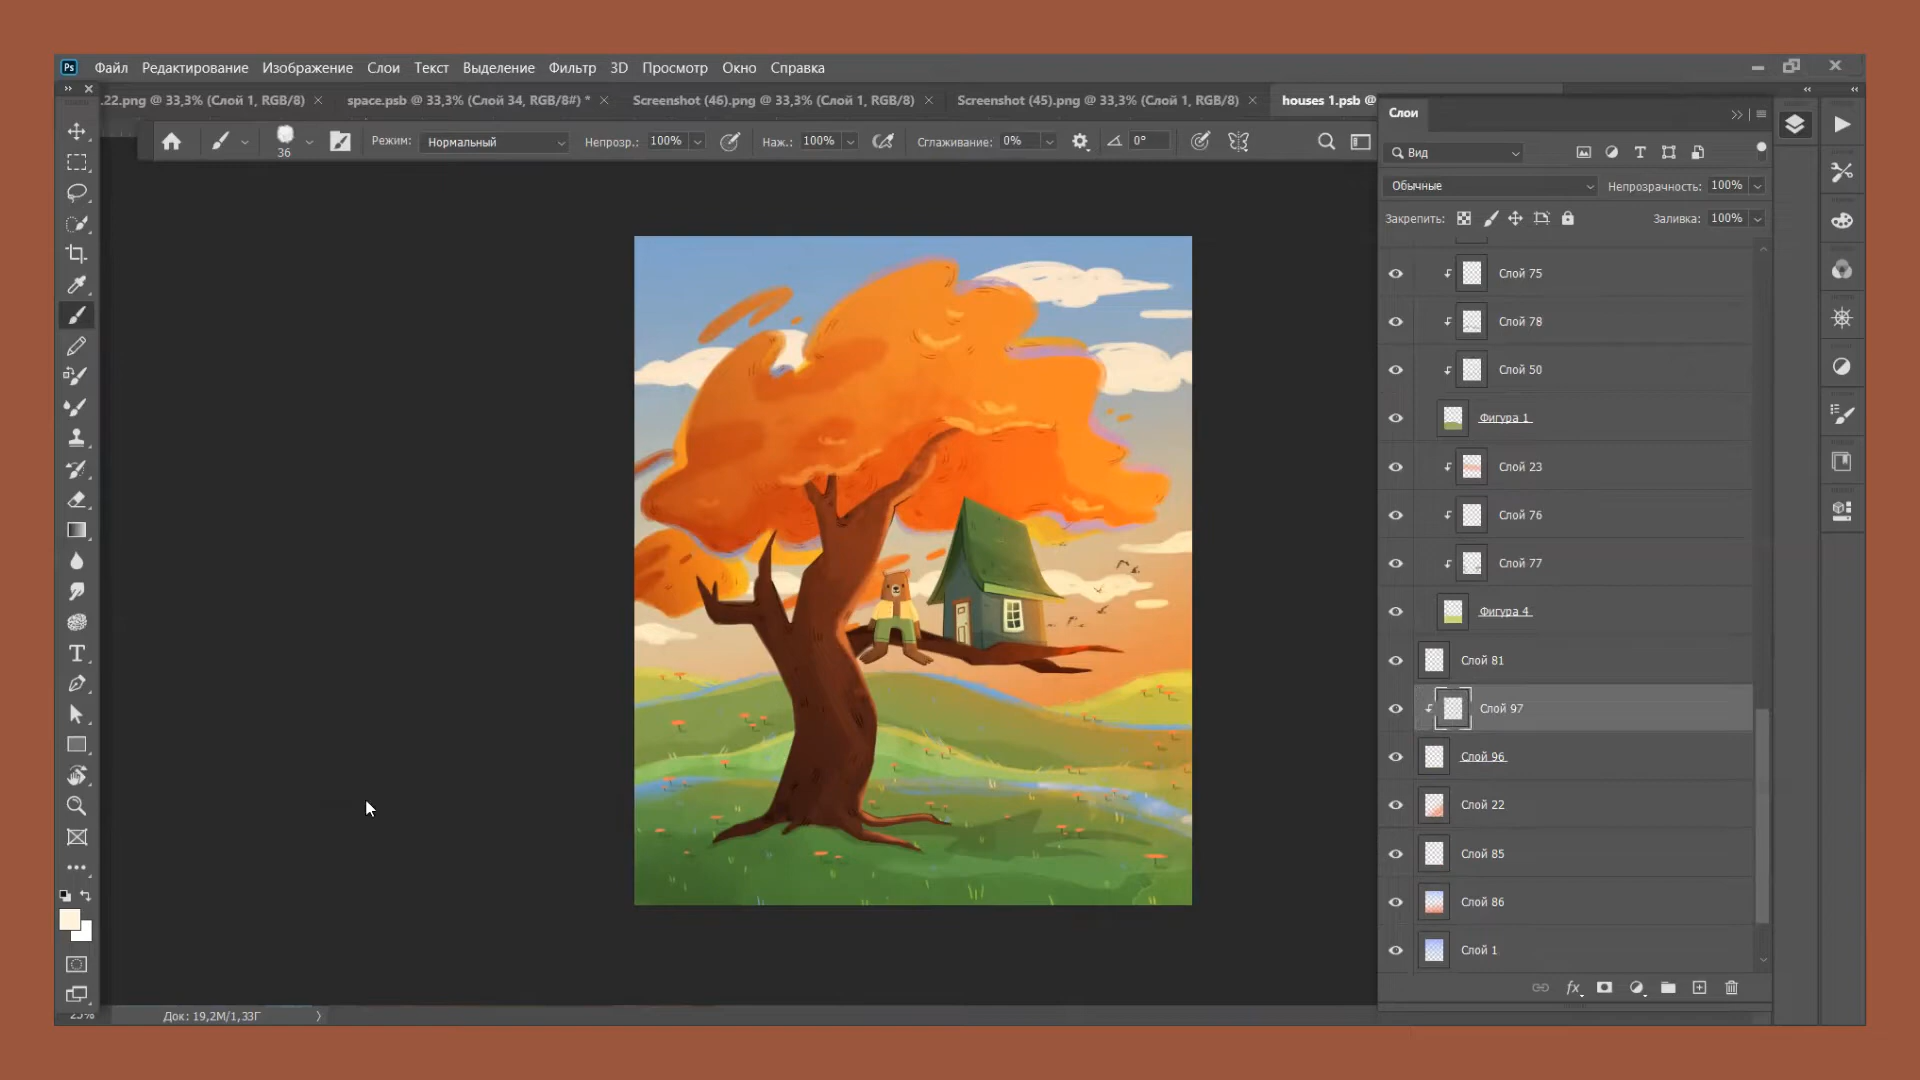 Ps Файл Редактирование Изображение Слои Текст Выделение Фильтр 3D Просмотр Окно Справка
.22.png @ 33,3% (Слой 1, RGB/8) space.psb @ 33,3% (Слой 34, RGB/8#) * Screenshot (46).png @ 33,3% (Слой 1, RGB/8) Screenshot (45).png @ 33,3% (Слой 1, RGB/8) houses 1.psb @
36 Режим: Нормальный Непрозр.: 100% Наж.: 100% Сглаживание: 0% 0°
Слои
Вид
Обычные Непрозрачность: 100%
Закрепить: Заливка: 100%
Слой 75
Слой 78
Слой 50
Фигура 1
Слой 23
Слой 76
Слой 77
Фигура 4
Слой 81
Слой 97
Слой 96
Слой 22
Слой 85
Слой 86
Слой 1
fx
Док: 19,2M/1,33Г